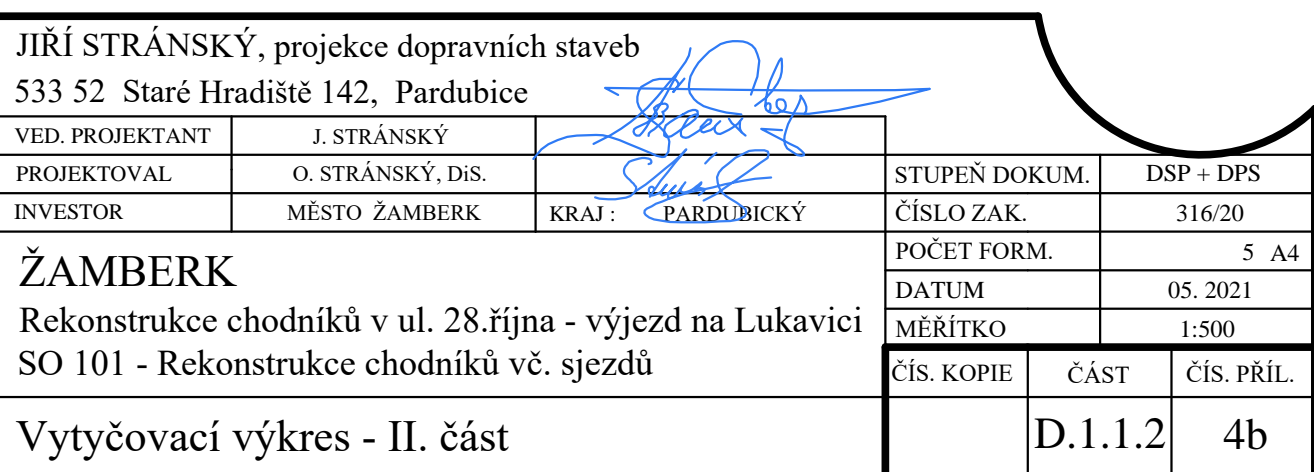 JIŘÍ STRÁNSKÝ, projekce dopravních staveb
533 52 Staré Hradiště 142, Pardubice
VED. PROJEKTANT J. STRÁNSKÝ
PROJEKTOVAL O. STRÁNSKÝ, DiS.
INVESTOR MĚSTO ŽAMBERK KRAJ : PARDUBICKÝ
STUPEŇ DOKUM. DSP + DPS
ČÍSLO ZAK. 316/20
POČET FORM. 5 A4
DATUM 05. 2021
MĚŘÍTKO 1:500
ŽAMBERK
Rekonstrukce chodníků v ul. 28.října - výjezd na Lukavici
SO 101 - Rekonstrukce chodníků vč. sjezdů
ČÍS. KOPIE ČÁST ČÍS. PŘÍL.
Vytyčovací výkres - II. část
D.1.1.2 4b